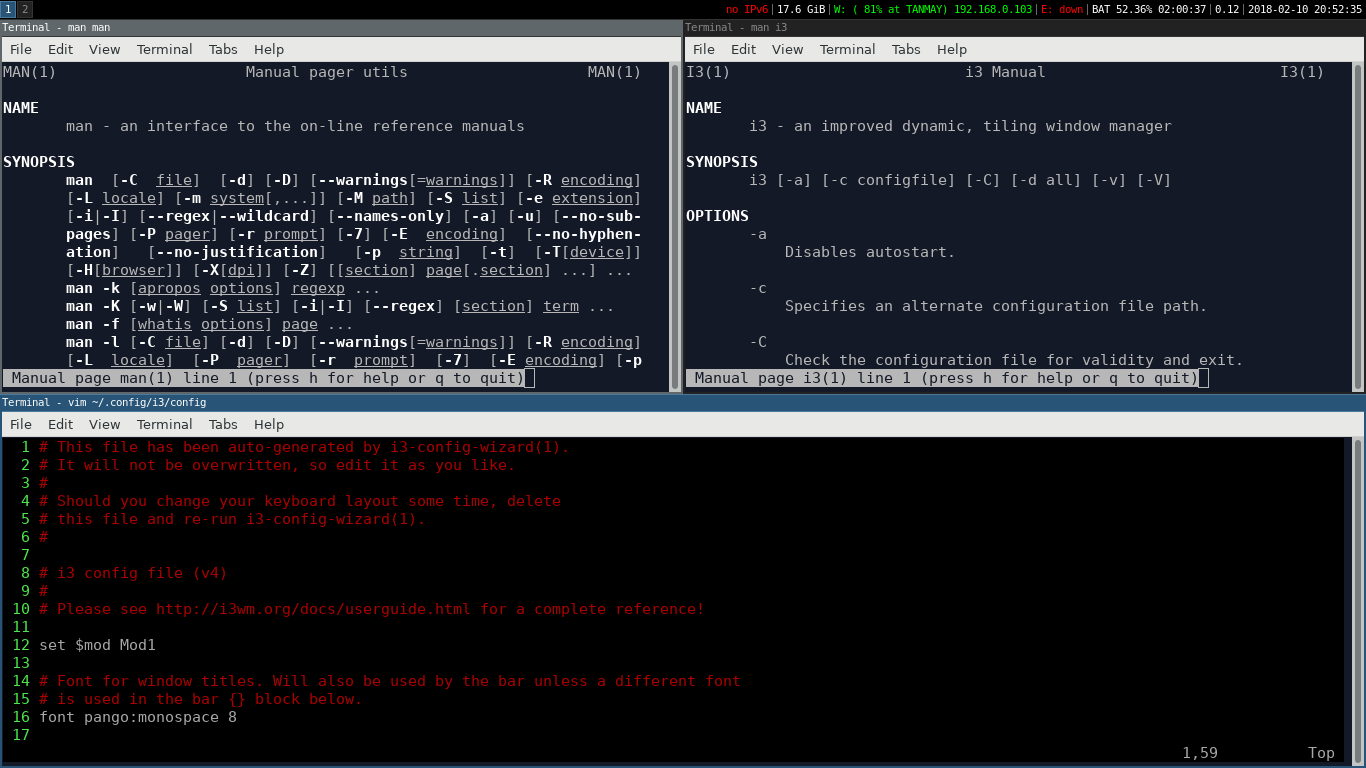 1 2 no IPv6|17.6 GiB|W: ( 81% at TANMAY) 192.168.0.103|E: down|BAT 52.36% 02:00:37|0.12|2018-02-10 20:52:35
Terminal - man man
File Edit View Terminal Tabs Help
MAN(1) Manual pager utils MAN(1)
NAME
man - an interface to the on-line reference manuals
SYNOPSIS
man [-C file] [-d] [-D] [--warnings[=warnings]] [-R encoding]
[-L locale] [-m system[,...]] [-M path] [-S list] [-e extension]
[-i|-I] [--regex|--wildcard] [--names-only] [-a] [-u] [--no-sub-
pages] [-P pager] [-r prompt] [-7] [-E encoding] [--no-hyphen-
ation] [--no-justification] [-p string] [-t] [-T[device]]
[-H[browser]] [-X[dpi]] [-Z] [[section] page[.section] ...] ...
man -k [apropos options] regexp ...
man -K [-w|-W] [-S list] [-i|-I] [--regex] [section] term ...
man -f [whatis options] page ...
man -l [-C file] [-d] [-D] [--warnings[=warnings]] [-R encoding]
[-L locale] [-P pager] [-r prompt] [-7] [-E encoding] [-p
Manual page man(1) line 1 (press h for help or q to quit)
Terminal - man i3
File Edit View Terminal Tabs Help
I3(1) i3 Manual I3(1)
NAME
i3 - an improved dynamic, tiling window manager
SYNOPSIS
i3 [-a] [-c configfile] [-C] [-d all] [-v] [-V]
OPTIONS
-a
Disables autostart.
-c
Specifies an alternate configuration file path.
-C
Check the configuration file for validity and exit.
Manual page i3(1) line 1 (press h for help or q to quit)
Terminal - vim ~/.config/i3/config
File Edit View Terminal Tabs Help
1 # This file has been auto-generated by i3-config-wizard(1).
2 # It will not be overwritten, so edit it as you like.
3 #
4 # Should you change your keyboard layout some time, delete
5 # this file and re-run i3-config-wizard(1).
6 #
7
8 # i3 config file (v4)
9 #
10 # Please see http://i3wm.org/docs/userguide.html for a complete reference!
11
12 set $mod Mod1
13
14 # Font for window titles. Will also be used by the bar unless a different font
15 # is used in the bar {} block below.
16 font pango:monospace 8
17
1,59 Top